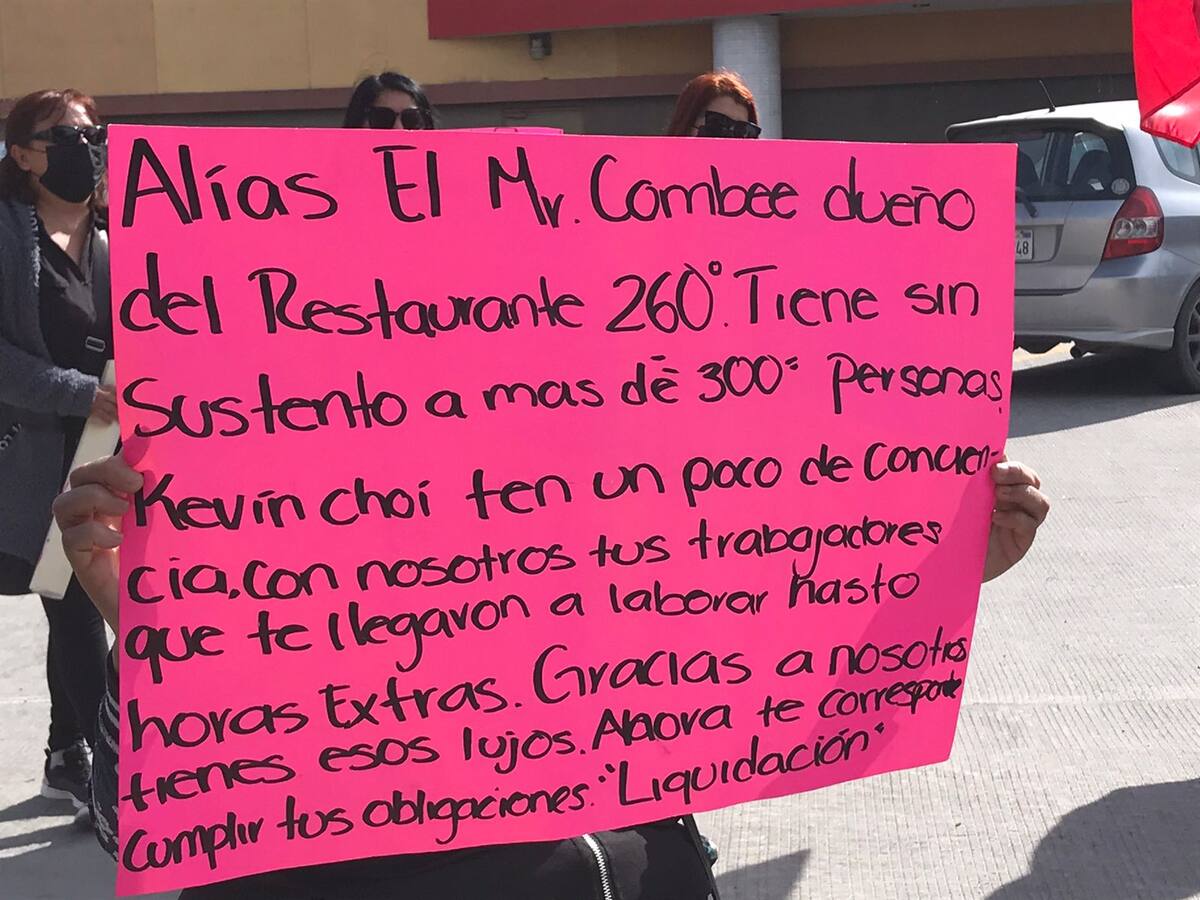 Alías El Mr. Combee dueño
del Restaurante 260°. Tiene sin
Sustento a mas de 300" personas.
Kevin choi ten un poco de concien-
cia, con nosotros tus trabajadores
que te llegaron a laborar hasta
horas Extras. Gracias a nosotros
tienes esos lujos. Ahora te corresponde
cumplir tus obligaciones: "Liquidación"
48